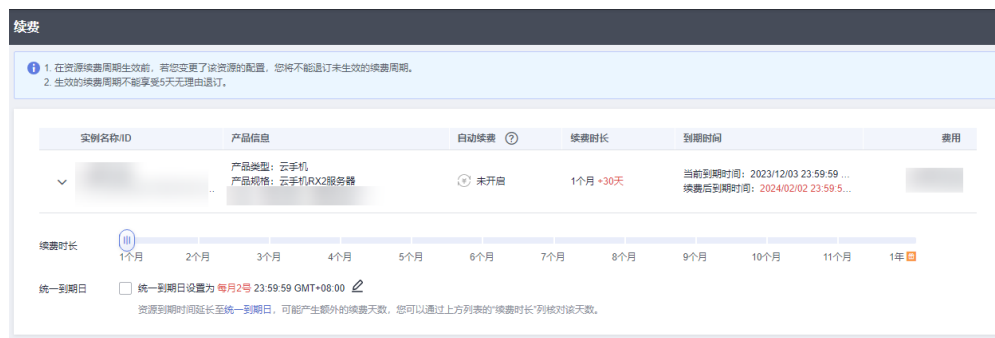 续费
1. 在资源续费周期生效前，若您变更了该资源的配置，您将不能退订未生效的续费周期。
2. 生效的续费周期不能享受5天无理由退订。
实例名称/ID 产品信息 自动续费 续费时长 到期时间 费用
产品类型：云手机
产品规格：云手机RX2服务器
未开启
1个月 +30天
当前到期时间：2023/12/03 23:59:59 ...
续费后到期时间：2024/02/02 23:59:5...
续费时长
1个月 2个月 3个月 4个月 5个月 6个月 7个月 8个月 9个月 10个月 11个月 1年
统一到期日 统一到期日设置为 每月2号 23:59:59 GMT+08:00
资源到期时间延长至统一到期日，可能产生额外的续费天数，您可以通过上方列表的“续费时长”列核对该天数。